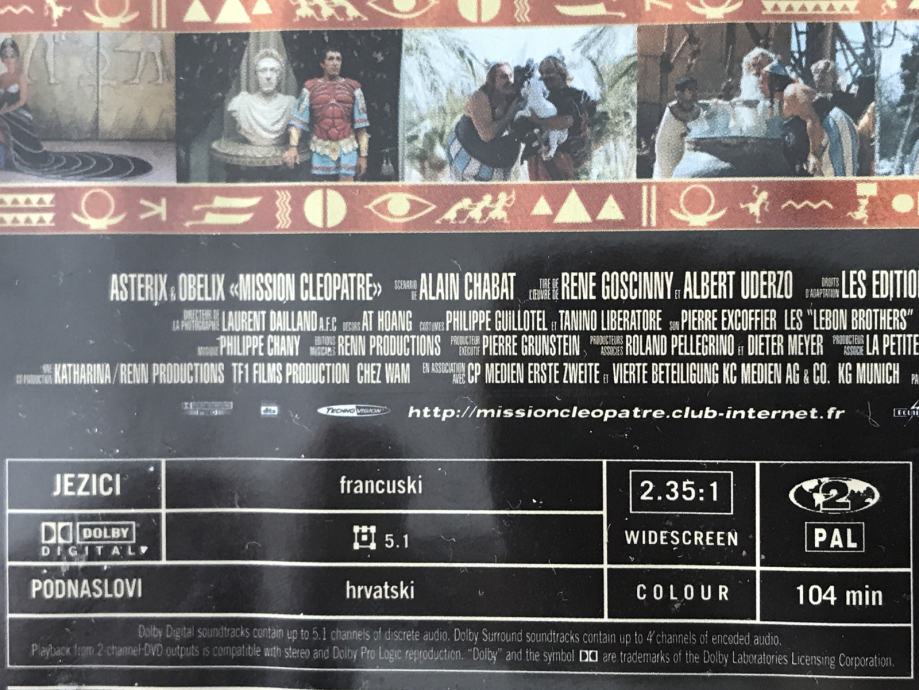 ASTERIX & OBELIX «MISSION CLEOPATRE» SCENARIO DE ALAIN CHABAT TIRE DE L'ŒUVRE DE RENE GOSCINNY ET ALBERT UDERZO DROITS D'ADAPTATION LES EDITIO
DIRECTEUR DE LA PHOTOGRAPHIE LAURENT DAILLAND A.F.C. DECORS AT HOANG COSTUMES PHILIPPE GUILLOTEL ET TANINO LIBERATORE SON PIERRE EXCOFFIER LES "LEBON BROTHERS"
MUSIQUE PHILIPPE CHANY EDITIONS MUSICALES RENN PRODUCTIONS PRODUCTEUR EXECUTIF PIERRE GRUNSTEIN PRODUCTEURS ASSOCIES ROLAND PELLEGRINO ET DIETER MEYER PRODUCTEUR ASSOCIE LA PETITE
UNE CO-PRODUCTION KATHARINA/RENN PRODUCTIONS TF1 FILMS PRODUCTION CHEZ WAM EN ASSOCIATION AVEC CP MEDIEN ERSTE ZWEITE ET VIERTE BETEILIGUNG KC MEDIEN AG & CO. KG MUNICH
dts TECHNOVISION http://missioncleopatre.club-internet.fr
JEZICI francuski 2.35:1 2
DOLBY DIGITAL 5.1 WIDESCREEN PAL
PODNASLOVI hrvatski COLOUR 104 min
Dolby Digital soundtracks contain up to 5.1 channels of discrete audio. Dolby Surround soundtracks contain up to 4 channels of encoded audio.
Playback from 2-channel-DVD outputs is compatible with stereo and Dolby Pro Logic reproduction. "Dolby" and the symbol are trademarks of the Dolby Laboratories Licensing Corporation.